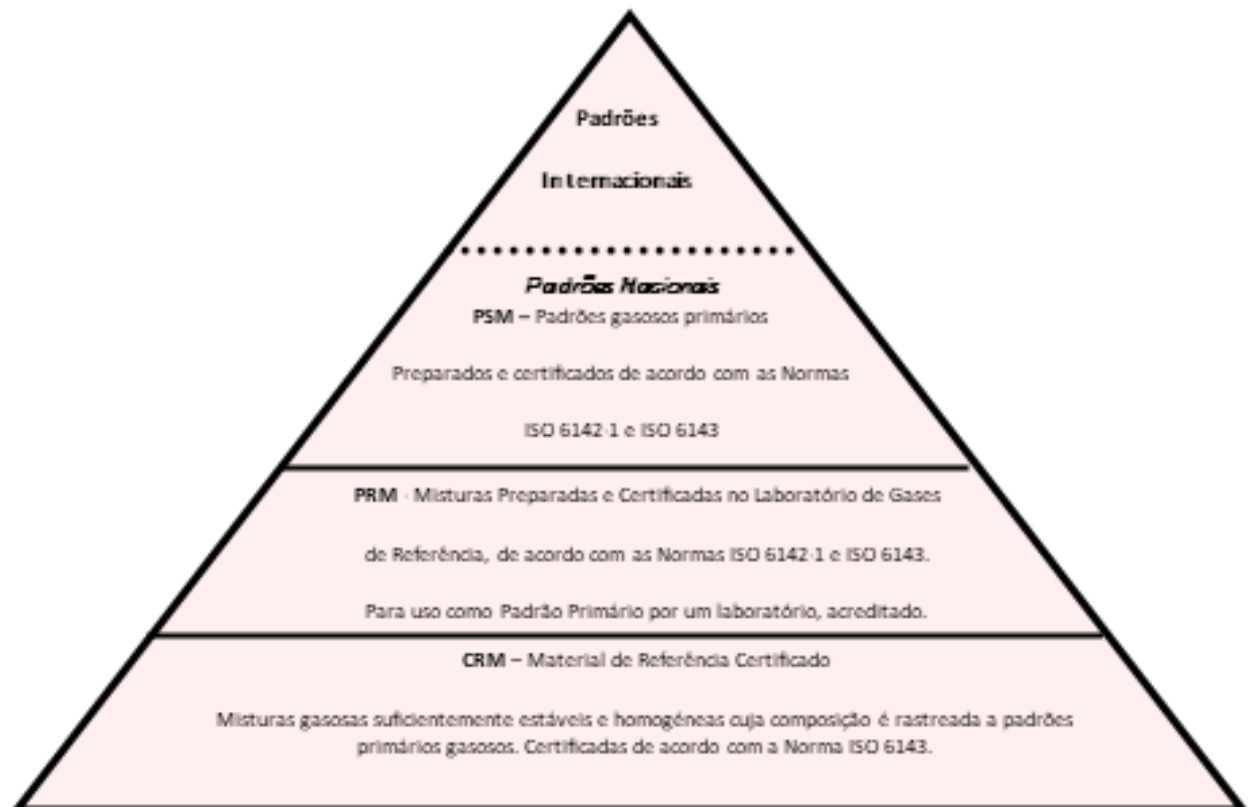 Padrões
Internacionais
Padrões Nacionais
PSM – Padrões gasosos primários
Preparados e certificados de acordo com as Normas
ISO 6142-1 e ISO 6143
PRM - Misturas Preparadas e Certificadas no Laboratório de Gases
de Referência, de acordo com as Normas ISO 6142-1 e ISO 6143.
Para uso como Padrão Primário por um laboratório, acreditado.
CRM – Material de Referência Certificado
Misturas gasosas suficientemente estáveis e homogéneas cuja composição é rastreada a padrões
primários gasosos. Certificadas de acordo com a Norma ISO 6143.